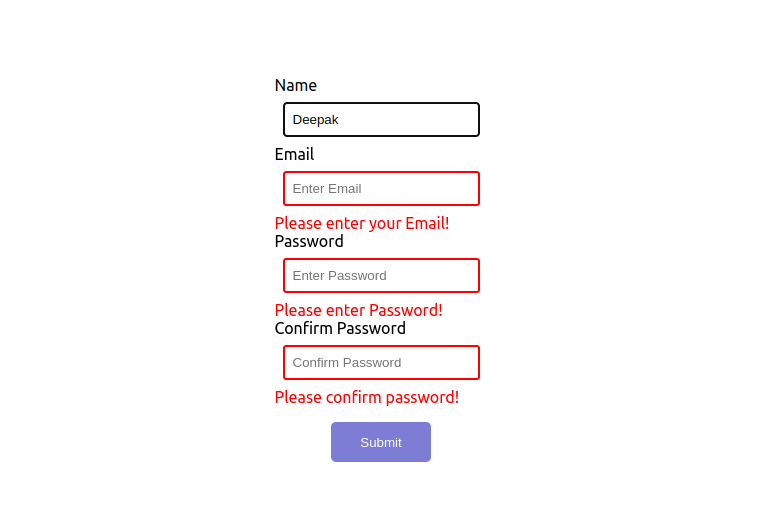 Name
Deepak
Email
Enter Email
Please enter your Email!
Password
Enter Password
Please enter Password!
Confirm Password
Confirm Password
Please confirm password!
Submit